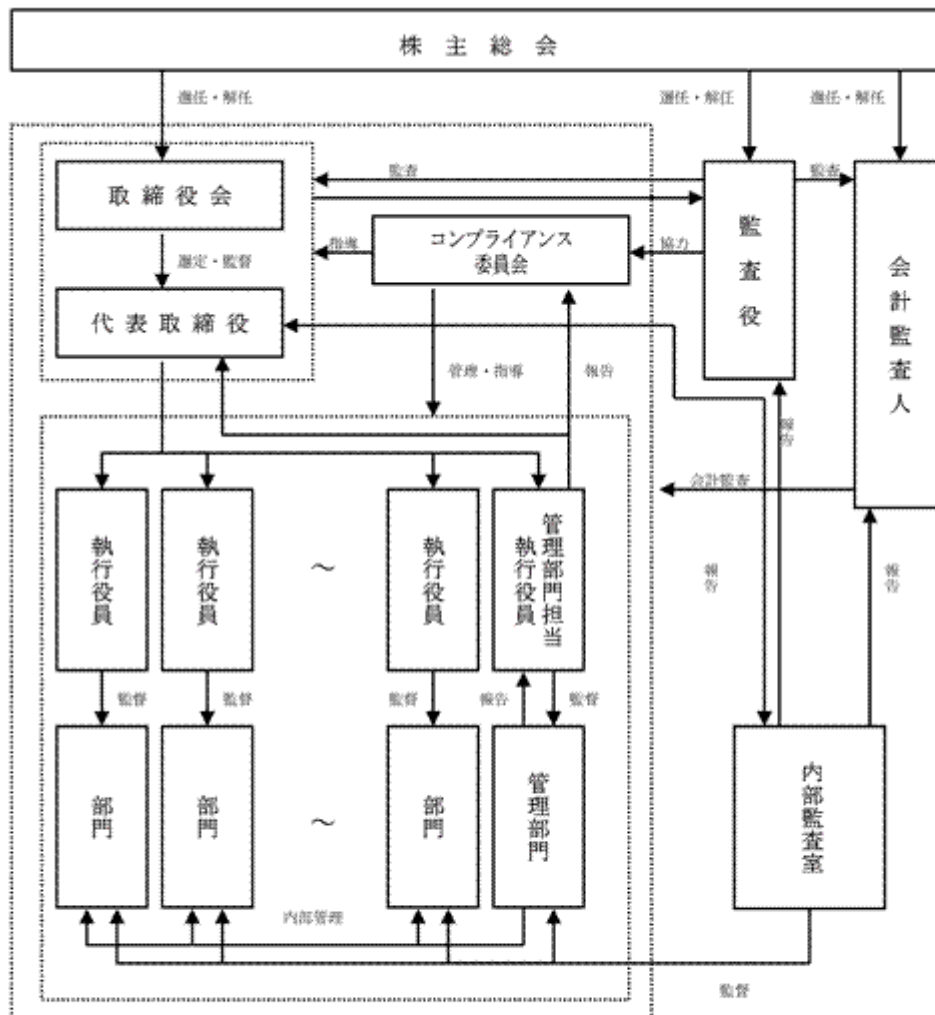 株主総会
選任・解任
選任・解任
選任・解任
取締役会
監査
監査
監査役
会計監査人
コンプライアンス
委員会
指導
協力
選定・監督
代表取締役
管理・指導
報告
報告
会計監査
執行役員
執行役員
～
執行役員
管理部門担当
執行役員
報告
報告
監督
監督
監督
報告
監督
部門
部門
～
部門
管理部門
内部監査室
内部管理
監督